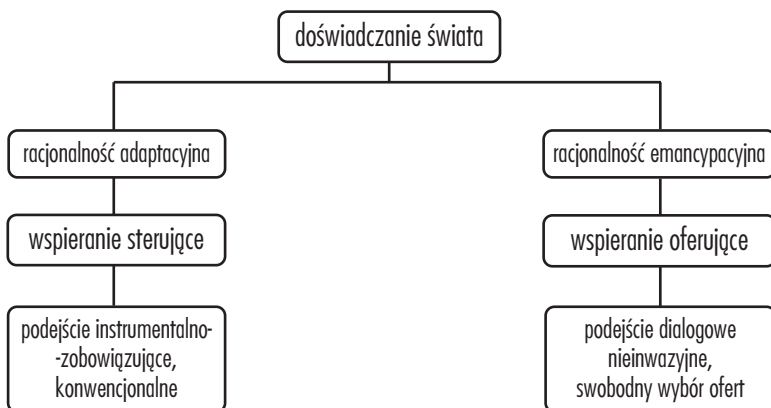 doświadczanie świata
racjonalność adaptacyjna
racjonalność emancypacyjna
wspieranie sterujące
wspieranie oferujące
podejście instrumentalno-
-zobowiązujące,
konwencjonalne
podejście dialogowe
nieinwazyjne,
swobodny wybór ofert